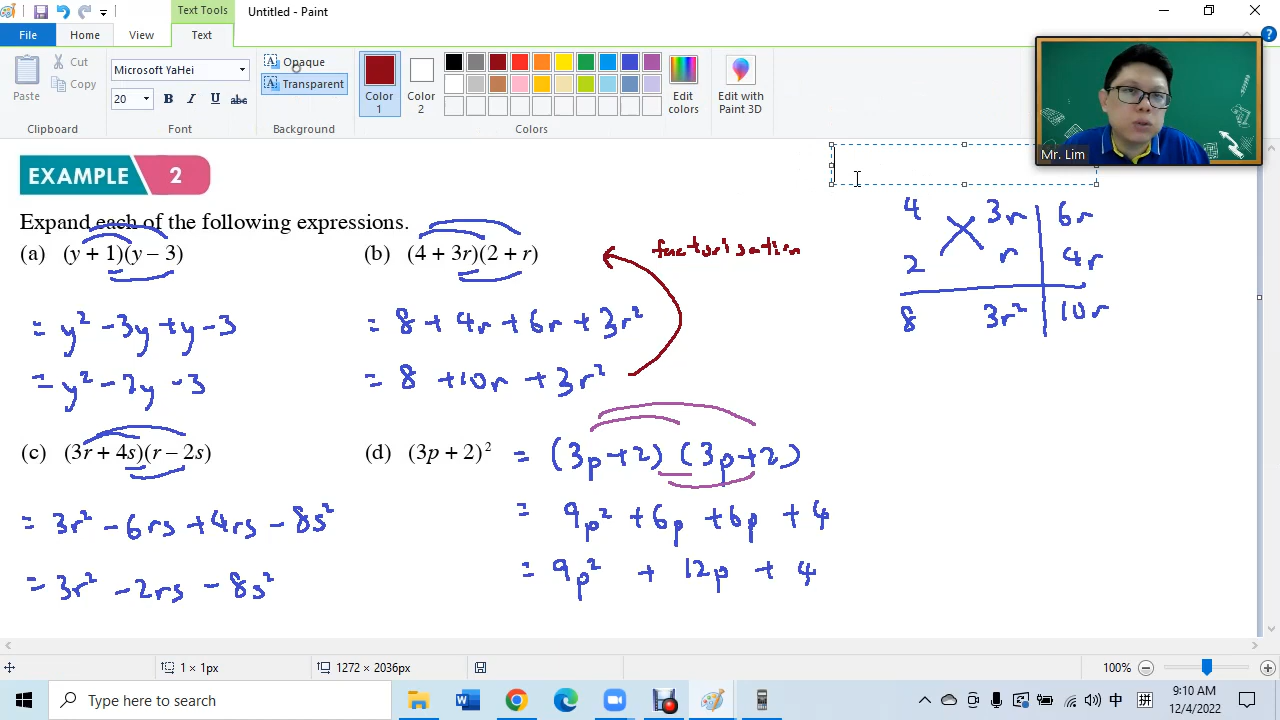 Text Tools
Untitled - Paint
File
Home
View
Text
Paste
Cut
Copy
Clipboard
Microsoft YaHei
20
B
I
U
abc
Font
Opaque
Transparent
Background
Color
1
Color
2
Edit
colors
Colors
Edit with
Paint 3D
Mr. Lim
EXAMPLE 2
Expand each of the following expressions.
(a) (y + 1)(y − 3)
= y² - 3y + y - 3
= y² - 2y - 3
(b) (4 + 3r)(2 + r)
= 8 + 4r + 6r + 3r²
= 8 + 10r + 3r²
factorisation
4 3r 6r
2 r 4r
8 3r² 10r
(c) (3r + 4s)(r − 2s)
= 3r² - 6rs + 4rs - 8s²
= 3r² - 2rs - 8s²
(d) (3p + 2)² = (3p+2)(3p+2)
= 9p² + 6p + 6p + 4
= 9p² + 12p + 4
1 × 1px
1272 × 2036px
100%
Type here to search
中
拼
9:10 AM
12/4/2022